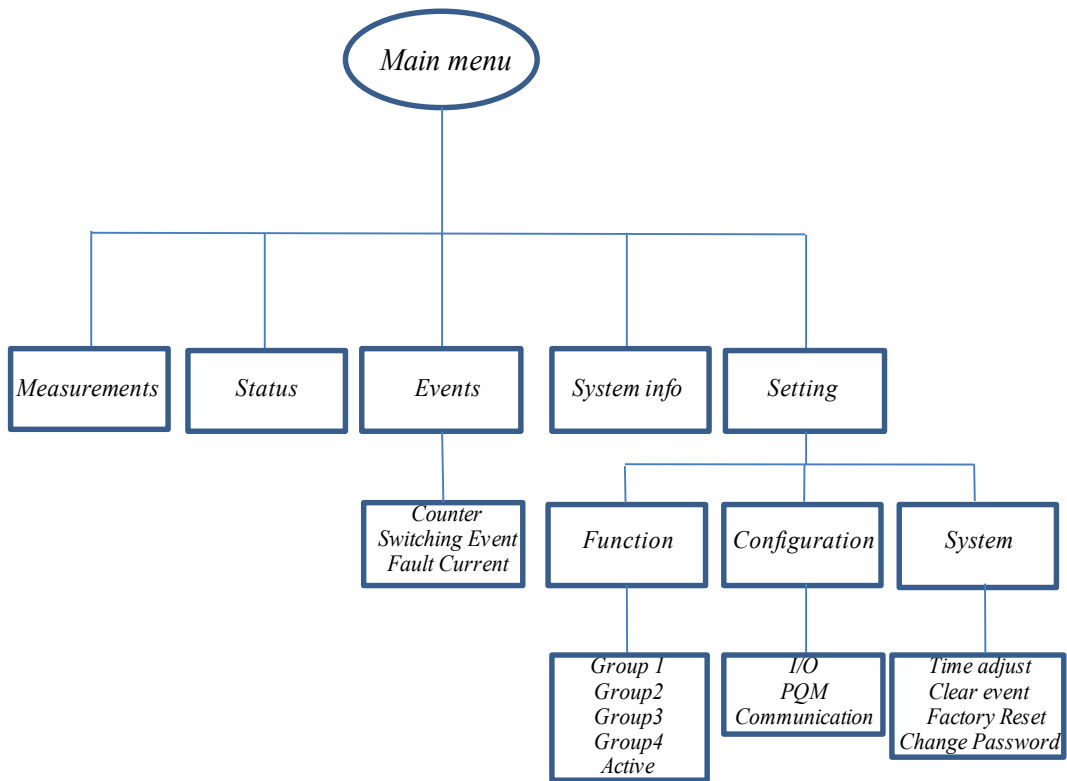 Main menu
Measurements
Status
Events
System info
Setting
Counter
Switching Event
Fault Current
Function
Configuration
System
Group 1
Group2
Group3
Group4
Active
I/O
PQM
Communication
Time adjust
Clear event
Factory Reset
Change Password